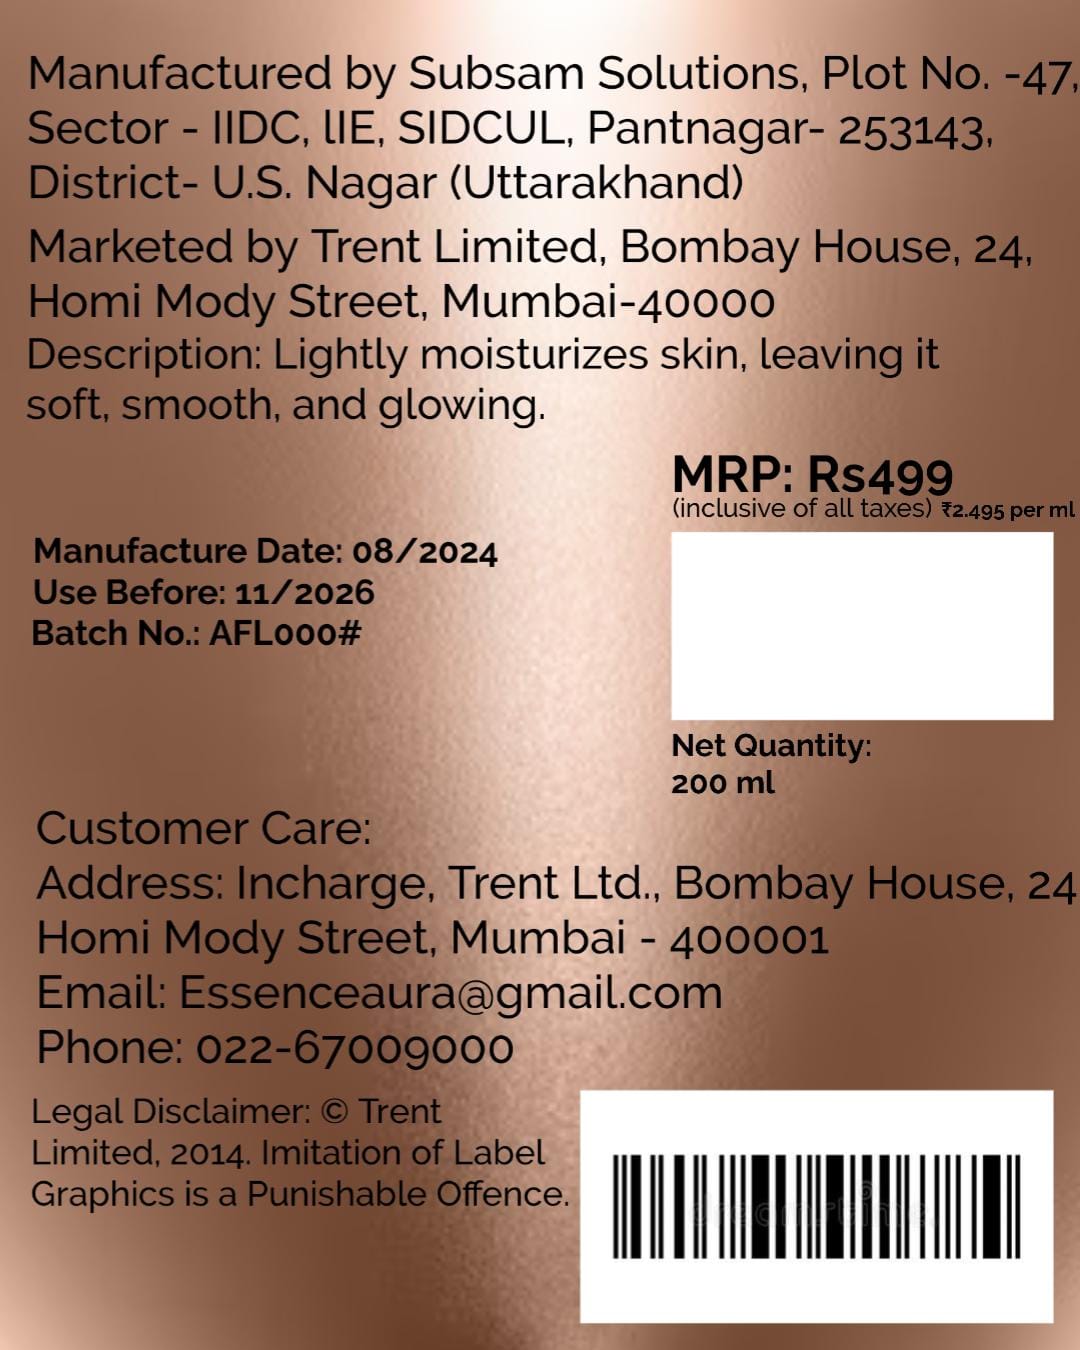 Manufactured by Subsam Solutions, Plot No. -47,
Sector - IIDC, lIE, SIDCUL, Pantnagar- 253143,
District- U.S. Nagar (Uttarakhand)
Marketed by Trent Limited, Bombay House, 24,
Homi Mody Street, Mumbai-40000
Description: Lightly moisturizes skin, leaving it
soft, smooth, and glowing.
MRP: Rs499
(inclusive of all taxes) ₹2.495 per ml
Manufacture Date: 08/2024
Use Before: 11/2026
Batch No.: AFL000#
Net Quantity:
200 ml
Customer Care:
Address: Incharge, Trent Ltd., Bombay House, 24
Homi Mody Street, Mumbai - 400001
Email: Essenceaura@gmail.com
Phone: 022-67009000
Legal Disclaimer: © Trent
Limited, 2014. Imitation of Label
Graphics is a Punishable Offence.
dreamstime